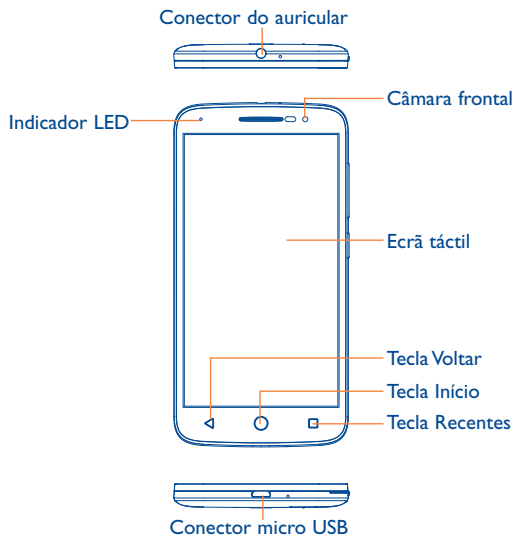 Conector do auricular
Câmara frontal
Indicador LED
Ecrã táctil
Tecla Voltar
Tecla Início
Tecla Recentes
Conector micro USB